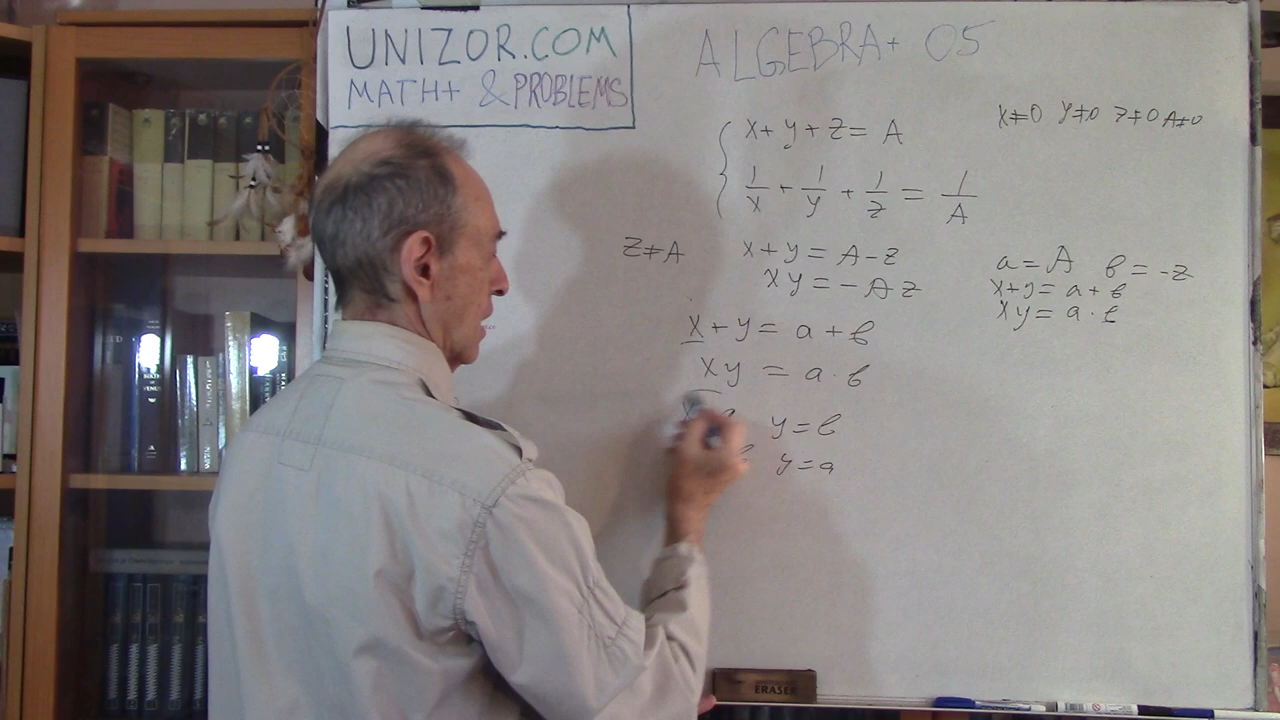 UNIZOR.COM
MATH+ & PROBLEMS
ALGEBRA+ 05
x≠0 y≠0 z≠0 A≠0
x+y+z=A
1/x + 1/y + 1/z = 1/A
z≠A
x+y=A-z
xy=-Az
a=A b=-z
x+y=a+b
xy=a·b
x+y=a+b
xy=a·b
y=b
y=a
ERASER